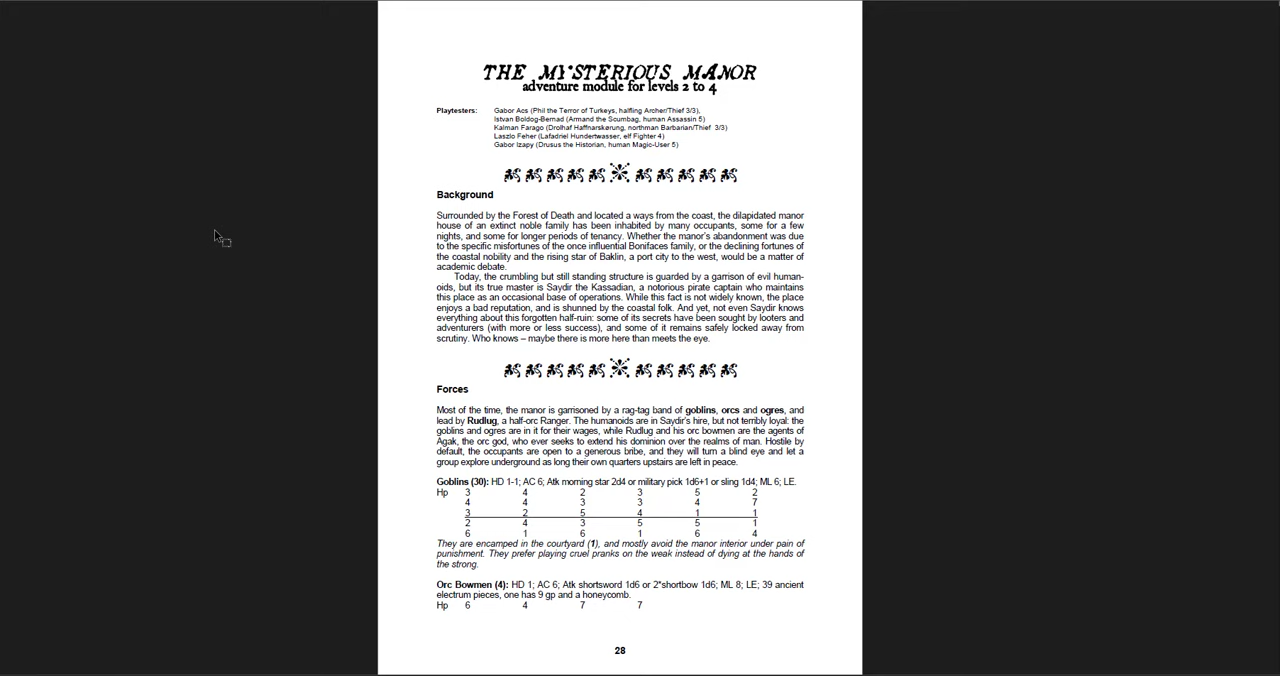 THE MYSTERIOUS MANOR
adventure module for levels 2 to 4
Playtesters: Gabor Acs (Phil the Terror of Turkeys, halfling Archer/Thief 3/3),
Istvan Boldog-Bernad (Armand the Scumbag, human Assassin 5)
Kalman Farago (Drolhaf Haffnarskørung, northman Barbarian/Thief 3/3)
Laszlo Feher (Lafadriel Hundertwasser, elf Fighter 4)
Gabor Izapy (Drusus the Historian, human Magic-User 5)
Background
Surrounded by the Forest of Death and located a ways from the coast, the dilapidated manor
house of an extinct noble family has been inhabited by many occupants, some for a few
nights, and some for longer periods of tenancy. Whether the manor's abandonment was due
to the specific misfortunes of the once influential Bonifaces family, or the declining fortunes of
the coastal nobility and the rising star of Baklin, a port city to the west, would be a matter of
academic debate.
Today, the crumbling but still standing structure is guarded by a garrison of evil human-
oids, but its true master is Saydir the Kassadian, a notorious pirate captain who maintains
this place as an occasional base of operations. While this fact is not widely known, the place
enjoys a bad reputation, and is shunned by the coastal folk. And yet, not even Saydir knows
everything about this forgotten half-ruin: some of its secrets have been sought by looters and
adventurers (with more or less success), and some of it remains safely locked away from
scrutiny. Who knows – maybe there is more here than meets the eye.
Forces
Most of the time, the manor is garrisoned by a rag-tag band of goblins, orcs and ogres, and
lead by Rudlug, a half-orc Ranger. The humanoids are in Saydir's hire, but not terribly loyal: the
goblins and ogres are in it for their wages, while Rudlug and his orc bowmen are the agents of
Agak, the orc god, who ever seeks to extend his dominion over the realms of man. Hostile by
default, the occupants are open to a generous bribe, and they will turn a blind eye and let a
group explore underground as long their own quarters upstairs are left in peace.
Goblins (30): HD 1-1; AC 6; Atk morning star 2d4 or military pick 1d6+1 or sling 1d4; ML 6; LE.
Hp 3 4 2 3 5 2
4 4 3 3 4 7
3 2 5 4 1 1
2 4 3 5 5 1
6 1 6 1 6 4
They are encamped in the courtyard (1), and mostly avoid the manor interior under pain of
punishment. They prefer playing cruel pranks on the weak instead of dying at the hands of
the strong.
Orc Bowmen (4): HD 1; AC 6; Atk shortsword 1d6 or 2*shortbow 1d6; ML 8; LE; 39 ancient
electrum pieces, one has 9 gp and a honeycomb.
Hp 6 4 7 7
28